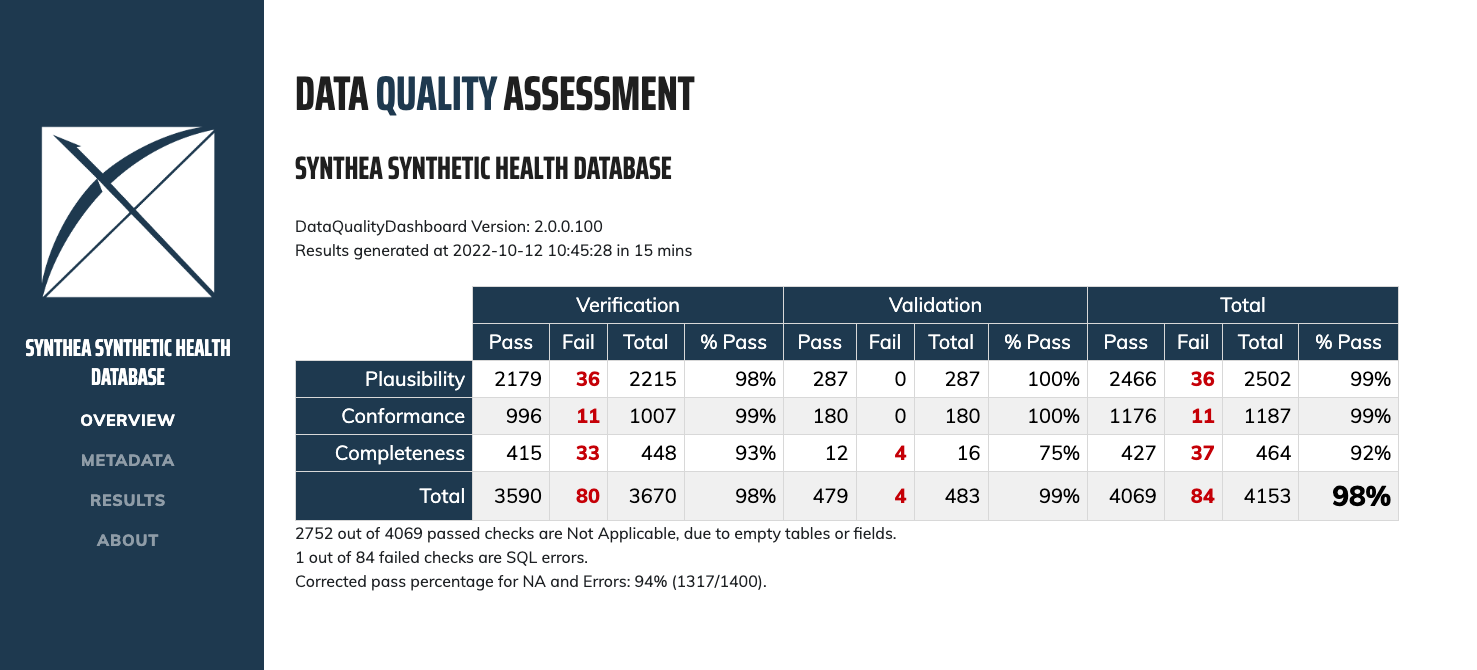 SYNTHEA SYNTHETIC HEALTH
DATABASE
OVERVIEW
METADATA
RESULTS
ABOUT
DATA QUALITY ASSESSMENT
SYNTHEA SYNTHETIC HEALTH DATABASE
DataQualityDashboard Version: 2.0.0.100
Results generated at 2022-10-12 10:45:28 in 15 mins
Verification Validation Total
Pass Fail Total % Pass Pass Fail Total % Pass Pass Fail Total % Pass
Plausibility 2179 36 2215 98% 287 0 287 100% 2466 36 2502 99%
Conformance 996 11 1007 99% 180 0 180 100% 1176 11 1187 99%
Completeness 415 33 448 93% 12 4 16 75% 427 37 464 92%
Total 3590 80 3670 98% 479 4 483 99% 4069 84 4153 98%
2752 out of 4069 passed checks are Not Applicable, due to empty tables or fields.
1 out of 84 failed checks are SQL errors.
Corrected pass percentage for NA and Errors: 94% (1317/1400).